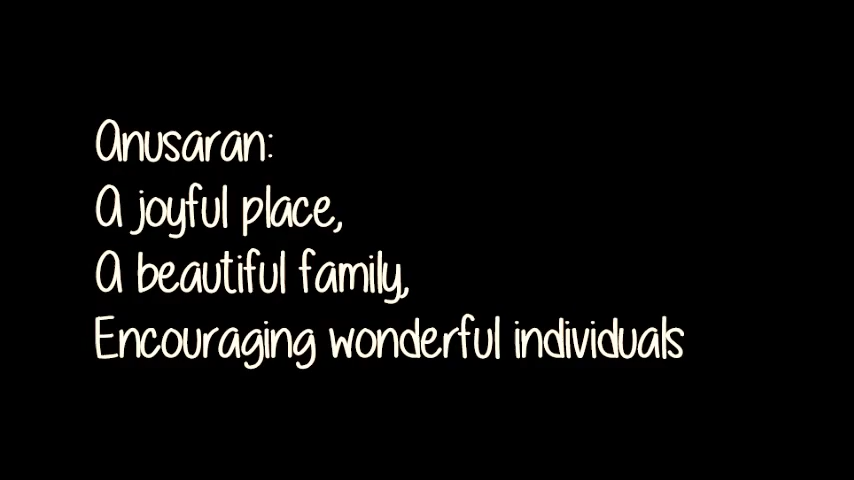 Anusaran:
A joyful place,
A beautiful family,
Encouraging wonderful individuals